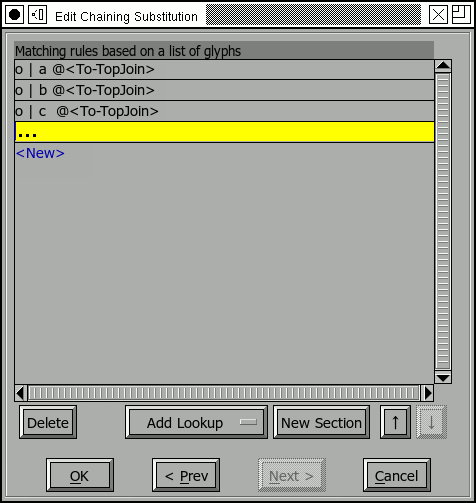 Edit Chaining Substitution
Matching rules based on a list of glyphs
o | a @<To-TopJoin>
o | b @<To-TopJoin>
o | c @<To-TopJoin>
...
<New>
Delete Add Lookup New Section ↑ ↓
OK < Prev Next > Cancel